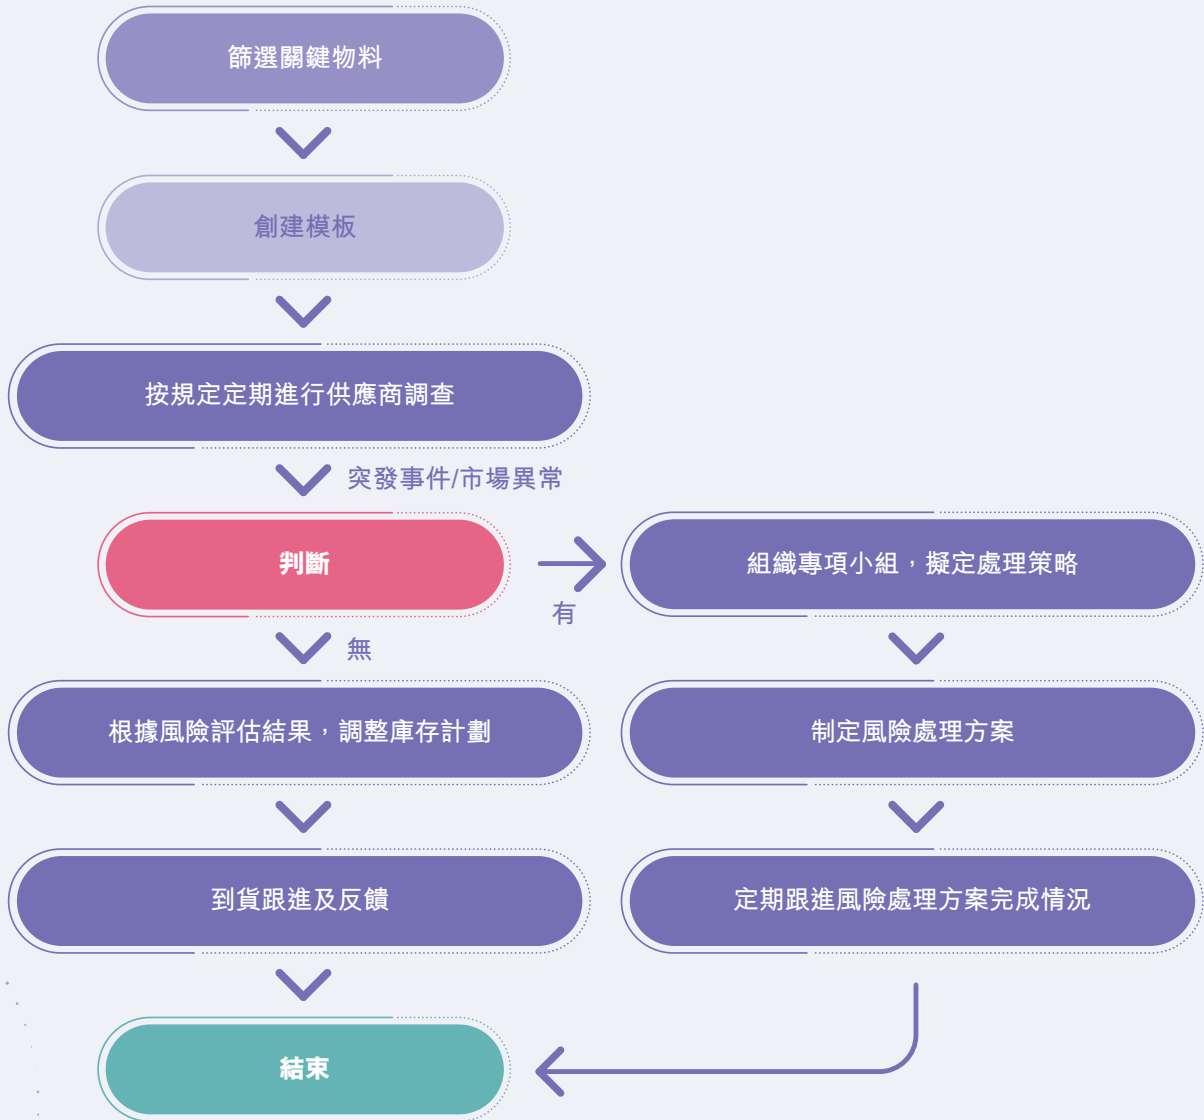 篩選關鍵物料
創建模板
按規定定期進行供應商調查
突發事件/市場異常
判斷
有
組織專項小組，擬定處理策略
無
根據風險評估結果，調整庫存計劃
制定風險處理方案
到貨跟進及反饋
定期跟進風險處理方案完成情況
結束